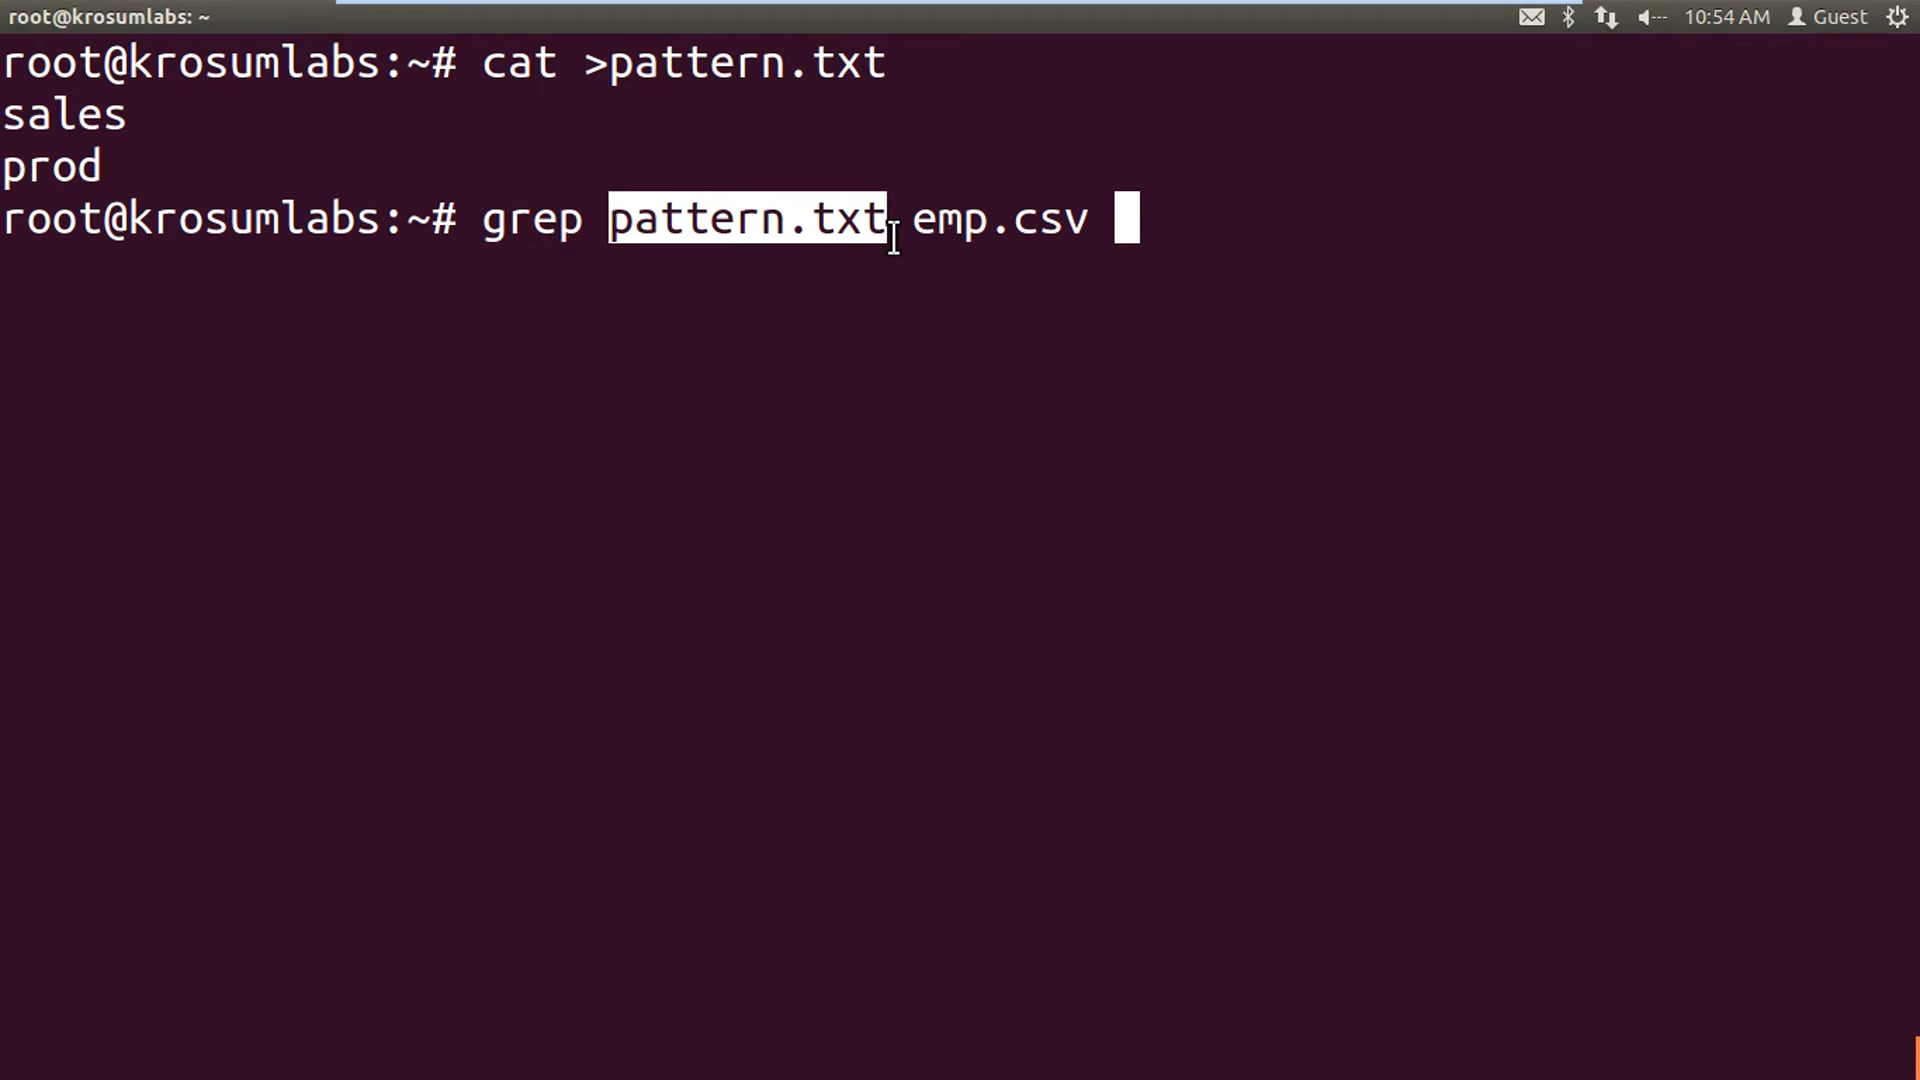 root@krosumlabs: ~
10:54 AM Guest
root@krosumlabs:~# cat >pattern.txt
sales
prod
root@krosumlabs:~# grep pattern.txt emp.csv